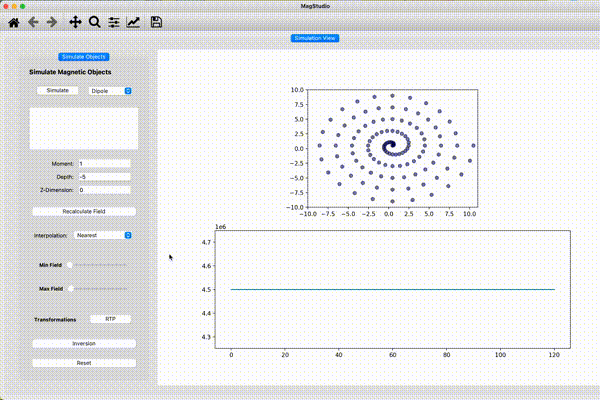 MagStudio
Simulate Objects
Simulation View
Simulate Magnetic Objects
Simulate Dipole
Moment: 1
Depth: -5
Z-Dimension: 0
Recalculate Field
Interpolation: Nearest
Min Field
Max Field
Transformations RTP
Inversion
Reset
10.0
7.5
5.0
2.5
0.0
−2.5
−5.0
−7.5
−10.0
−10.0 −7.5 −5.0 −2.5 0.0 2.5 5.0 7.5 10.0
1e6
4.7
4.6
4.5
4.4
4.3
0 20 40 60 80 100 120